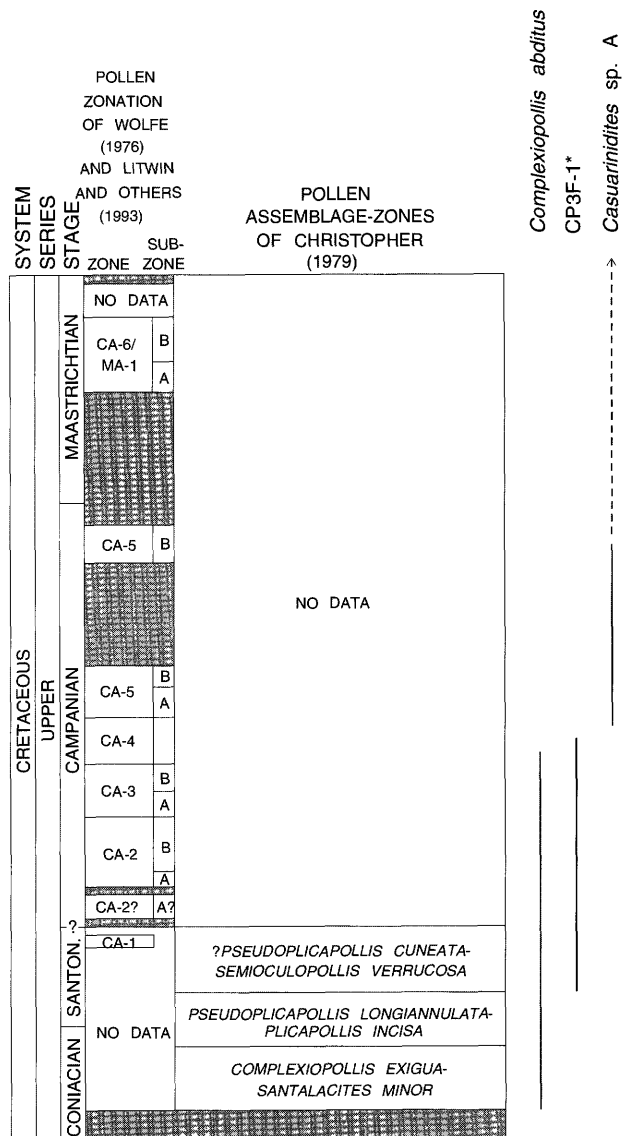 POLLEN
ZONATION
OF WOLFE
(1976)
AND LITWIN
AND OTHERS
(1993)
SYSTEM
SERIES
STAGE
ZONE
SUB-
ZONE
POLLEN
ASSEMBLAGE-ZONES
OF CHRISTOPHER
(1979)
Complexiopollis abditus
CP3F-1*
Casuarinidites sp. A
CRETACEOUS
UPPER
MAASTRICHTIAN
CAMPANIAN
-?-
SANTON.
CONIACIAN
NO DATA
CA-6/
MA-1
B
A
CA-5 B
CA-5
B
A
CA-4
CA-3
B
A
CA-2
B
A
CA-2? A?
CA-1
NO DATA
NO DATA
?PSEUDOPLICAPOLLIS CUNEATA-
SEMIOCULOPOLLIS VERRUCOSA
PSEUDOPLICAPOLLIS LONGIANNULATA-
PLICAPOLLIS INCISA
COMPLEXIOPOLLIS EXIGUA-
SANTALACITES MINOR